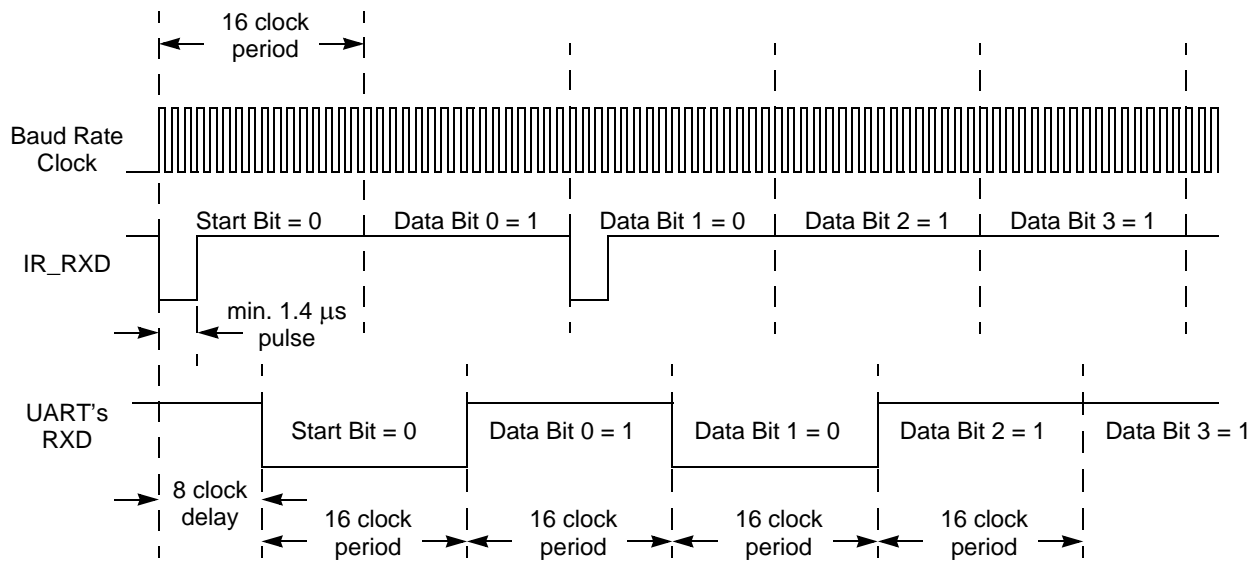 16 clock
period
Baud Rate
Clock
Start Bit = 0
Data Bit 0 = 1
Data Bit 1 = 0
Data Bit 2 = 1
Data Bit 3 = 1
IR_RXD
min. 1.4 μs
pulse
UART's
RXD
Start Bit = 0
Data Bit 0 = 1
Data Bit 1 = 0
Data Bit 2 = 1
Data Bit 3 = 1
8 clock
delay
16 clock
period
16 clock
period
16 clock
period
16 clock
period